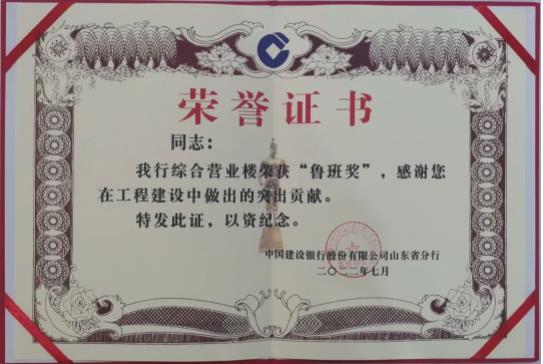 荣誉证书
同志：
我行综合营业楼荣获“鲁班奖”，感谢您
在工程建设中做出的突出贡献。
特发此证，以资纪念。
中国建设银行股份有限公司山东省分行
二〇二二年七月